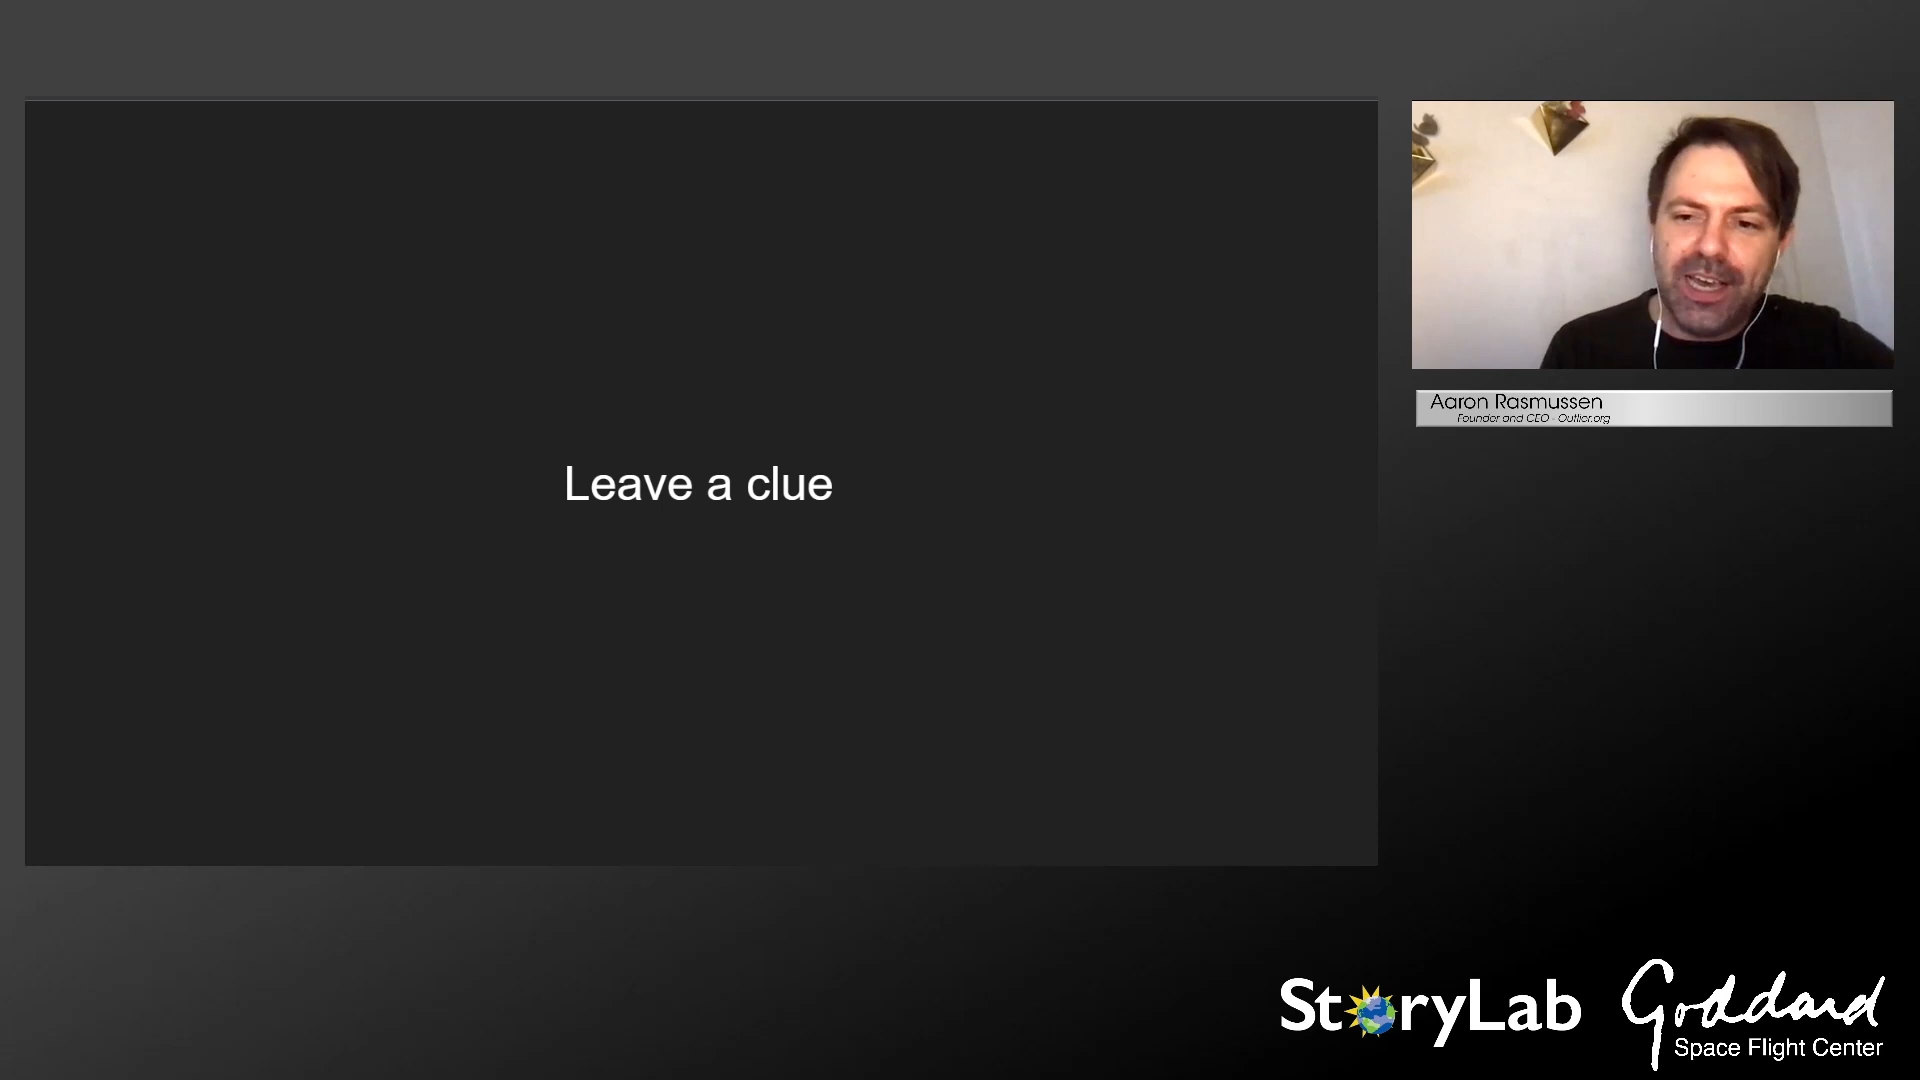 Leave a clue
Aaron Rasmussen
Founder and CEO - Outlier.org
StoryLab
Goddard
Space Flight Center